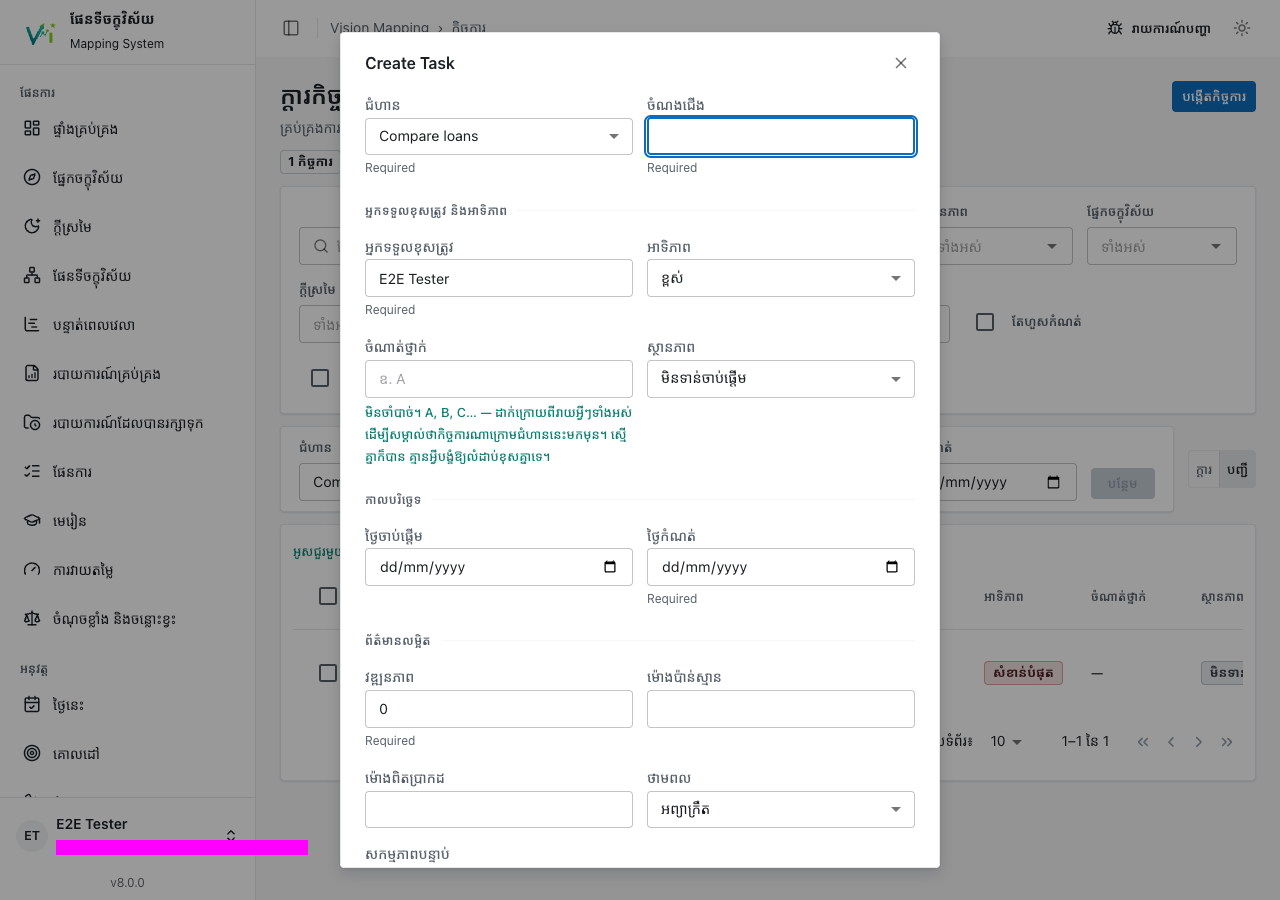 ផែនទីចក្ខុវិស័យ
Mapping System
ផែនការ
ផ្ទាំងគ្រប់គ្រង
ផ្នែកចក្ខុវិស័យ
ក្តីស្រមៃ
ផែនទីចក្ខុវិស័យ
បន្ទាត់ពេលវេលា
របាយការណ៍គ្រប់គ្រង
របាយការណ៍ដែលបានរក្សាទុក
ផែនការ
មេរៀន
ការវាយតម្លៃ
ចំណុចខ្លាំង និងចន្លោះខ្វះ
អនុវត្ត
ថ្ងៃនេះ
គោលដៅ
ET
E2E Tester
v8.0.0
Vision Mapping › កិច្ចការ
រាយការណ៍បញ្ហា
បង្កើតកិច្ចការ
1 កិច្ចការ
ផ្នែកចក្ខុវិស័យ
ទាំងអស់
ទាំងអស់
ក្តីស្រមៃ
តែហួសកំណត់
ជំហាន
dd/mm/yyyy
បន្ថែម
ក្តារ
បញ្ជី
អាទិភាព
ចំណាត់ថ្នាក់
ស្ថានភាព
សំខាន់បំផុត
—
10
1–1 នៃ 1
Create Task
ជំហាន
ចំណងជើង
Compare loans
Required
Required
អ្នកទទួលខុសត្រូវ និងអាទិភាព
អ្នកទទួលខុសត្រូវ
អាទិភាព
E2E Tester
ខ្ពស់
Required
ចំណាត់ថ្នាក់
ស្ថានភាព
ឧ. A
មិនទាន់ចាប់ផ្តើម
មិនចាំបាច់។ A, B, C… — ដាក់ក្រោយពីរាយអ្វីៗទាំងអស់
ដើម្បីសម្គាល់ថាកិច្ចការណាក្រោមជំហាននេះមកមុន។ ស្មើ
គ្នាក៏បាន គ្មានអ្វីបង្ខំឱ្យលំដាប់ខុសគ្នាទេ។
កាលបរិច្ឆេទ
ថ្ងៃចាប់ផ្តើម
ថ្ងៃកំណត់
dd/mm/yyyy
dd/mm/yyyy
Required
ព័ត៌មានលម្អិត
វឌ្ឍនភាព
ម៉ោងប៉ាន់ស្មាន
0
Required
ម៉ោងពិតប្រាកដ
ថាមពល
អព្យាក្រឹត
សកម្មភាពបន្ទាប់